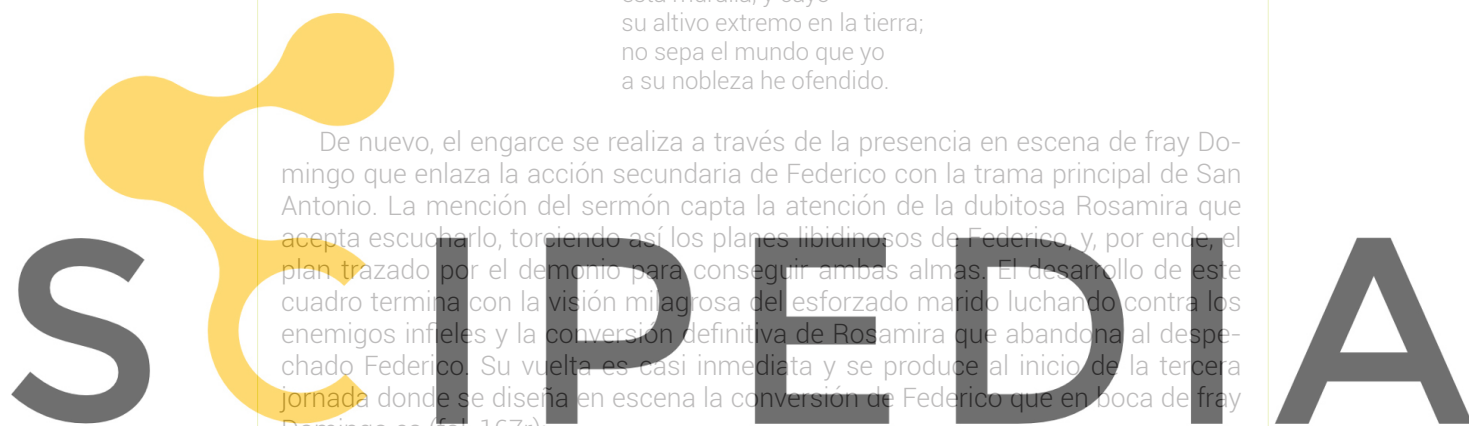 esta muralla, y cayó
su altivo extremo en la tierra;
no sepa el mundo que yo
a su nobleza he ofendido.
De nuevo, el engarce se realiza a través de la presencia en escena de fray Do-
mingo que enlaza la acción secundaria de Federico con la trama principal de San
Antonio. La mención del sermón capta la atención de la dubitosa Rosamira que
acepta escucharlo, torciendo así los planes libidinosos de Federico, y, por ende, el
plan trazado por el demonio para conseguir ambas almas. El desarrollo de este
cuadro termina con la visión milagrosa del esforzado marido luchando contra los
enemigos infieles y la conversión definitiva de Rosamira que abandona al despe-
chado Federico. Su vuelta es casi inmediata y se produce al inicio de la tercera
jornada donde se diseña en escena la conversión de Federico que en boca de fray
Domingo es (fol. 167r)
SCIPEDIA